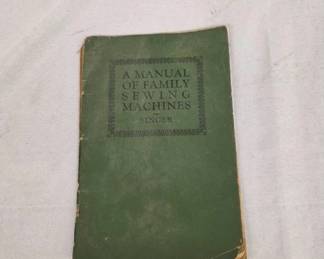 A MANUAL
OF FAMILY
SEWING
MACHINES
SINGER